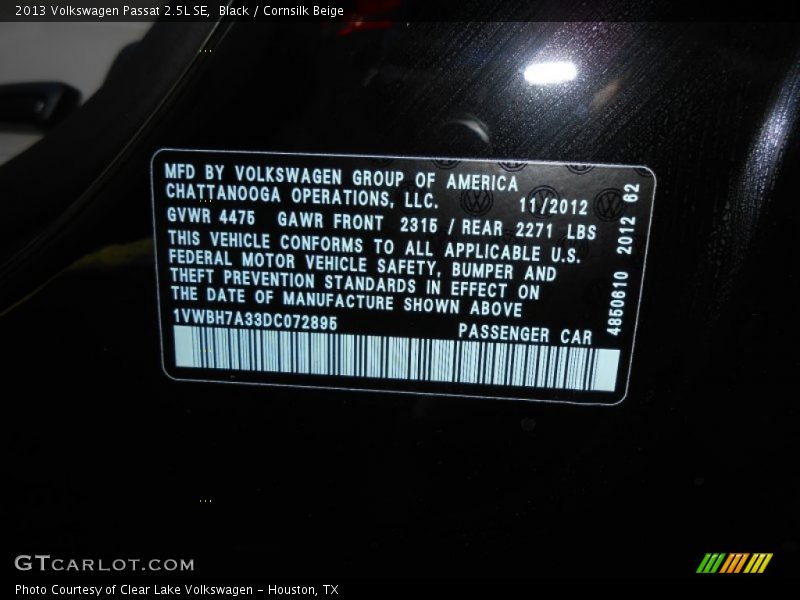 2013 Volkswagen Passat 2.5L SE, Black / Cornsilk Beige
MFD BY VOLKSWAGEN GROUP OF AMERICA
CHATTANOOGA OPERATIONS, LLC. 11/2012
GVWR 4475 GAWR FRONT 2315 / REAR 2271 LBS
THIS VEHICLE CONFORMS TO ALL APPLICABLE U.S.
FEDERAL MOTOR VEHICLE SAFETY, BUMPER AND
THEFT PREVENTION STANDARDS IN EFFECT ON
THE DATE OF MANUFACTURE SHOWN ABOVE
1VWBH7A33DC072895 PASSENGER CAR
4850810 2012 62
GTCARLOT.COM
Photo Courtesy of Clear Lake Volkswagen - Houston, TX